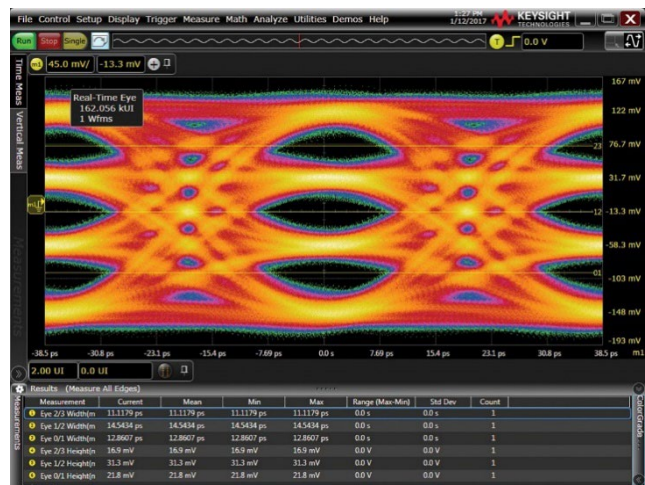 File Control Setup Display Trigger Measure Math Analyze Utilities Demos Help
1:27 PM
1/12/2017
KEYSIGHT
TECHNOLOGIES
Run Stop Single
T 0.0 V
m1 45.0 mV/ -13.3 mV
Time Meas
Vertical Meas
Measurements
Real-Time Eye
162.056 kUI
1 Wfms
167 mV
122 mV
23 76.7 mV
31.7 mV
12 -13.3 mV
-58.3 mV
01 -103 mV
-148 mV
-193 mV
-38.5 ps -30.8 ps -23.1 ps -15.4 ps -7.69 ps 0.0 s 7.69 ps 15.4 ps 23.1 ps 30.8 ps 38.5 ps m1
2.00 UI 0.0 UI
Results (Measure All Edges)
Measurement Current Mean Min Max Range (Max-Min) Std Dev Count
Eye 2/3 Width(m 11.1179 ps 11.1179 ps 11.1179 ps 11.1179 ps 0.0 s 0.0 s 1
Eye 1/2 Width(m 14.5434 ps 14.5434 ps 14.5434 ps 14.5434 ps 0.0 s 0.0 s 1
Eye 0/1 Width(m 12.8607 ps 12.8607 ps 12.8607 ps 12.8607 ps 0.0 s 0.0 s 1
Eye 2/3 Height(n 16.9 mV 16.9 mV 16.9 mV 16.9 mV 0.0 V 0.0 V 1
Eye 1/2 Height(n 31.3 mV 31.3 mV 31.3 mV 31.3 mV 0.0 V 0.0 V 1
Eye 0/1 Height(n 21.8 mV 21.8 mV 21.8 mV 21.8 mV 0.0 V 0.0 V 1
Measurements
ColorGrade...